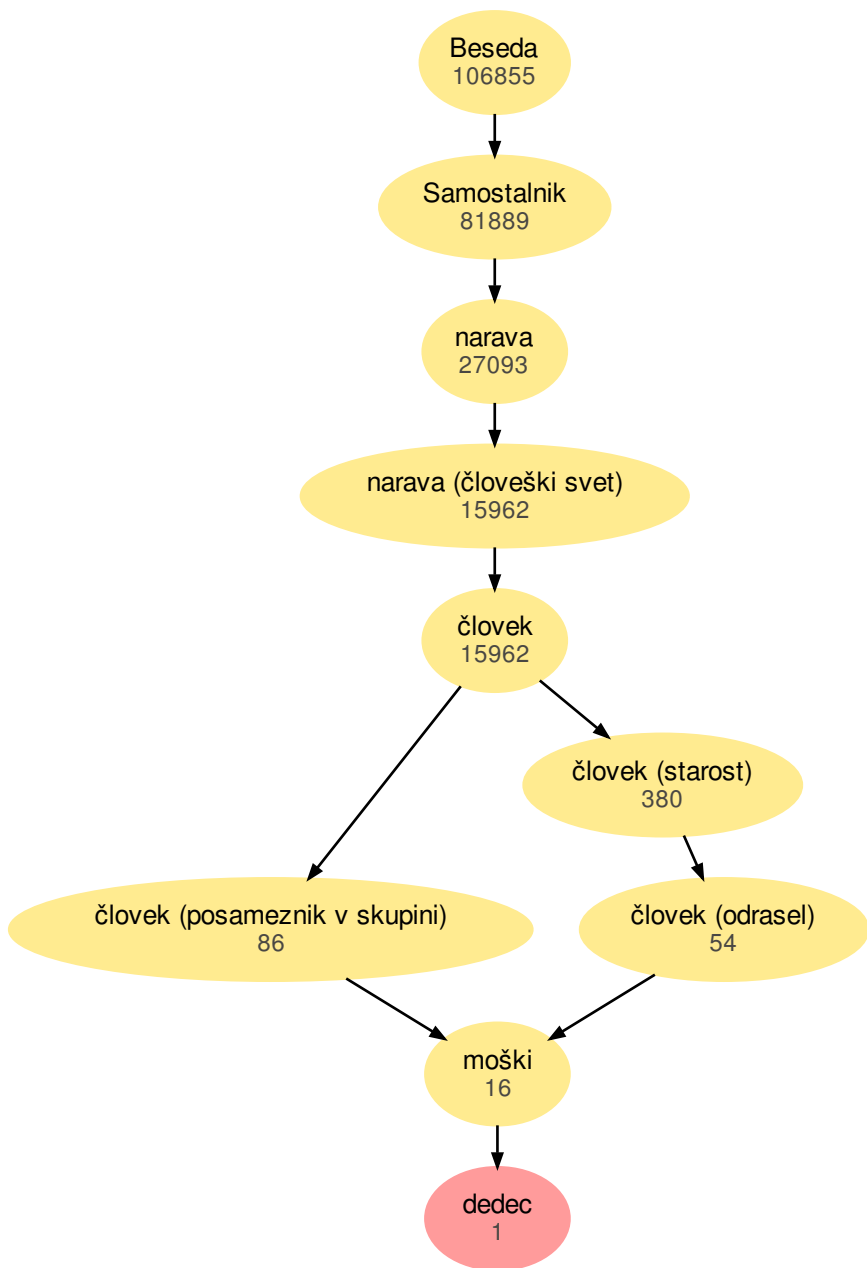 Beseda
106855
Samostalnik
81889
narava
27093
narava (človeški svet)
15962
človek
15962
človek (starost)
380
človek (posameznik v skupini)
86
človek (odrasel)
54
moški
16
dedec
1